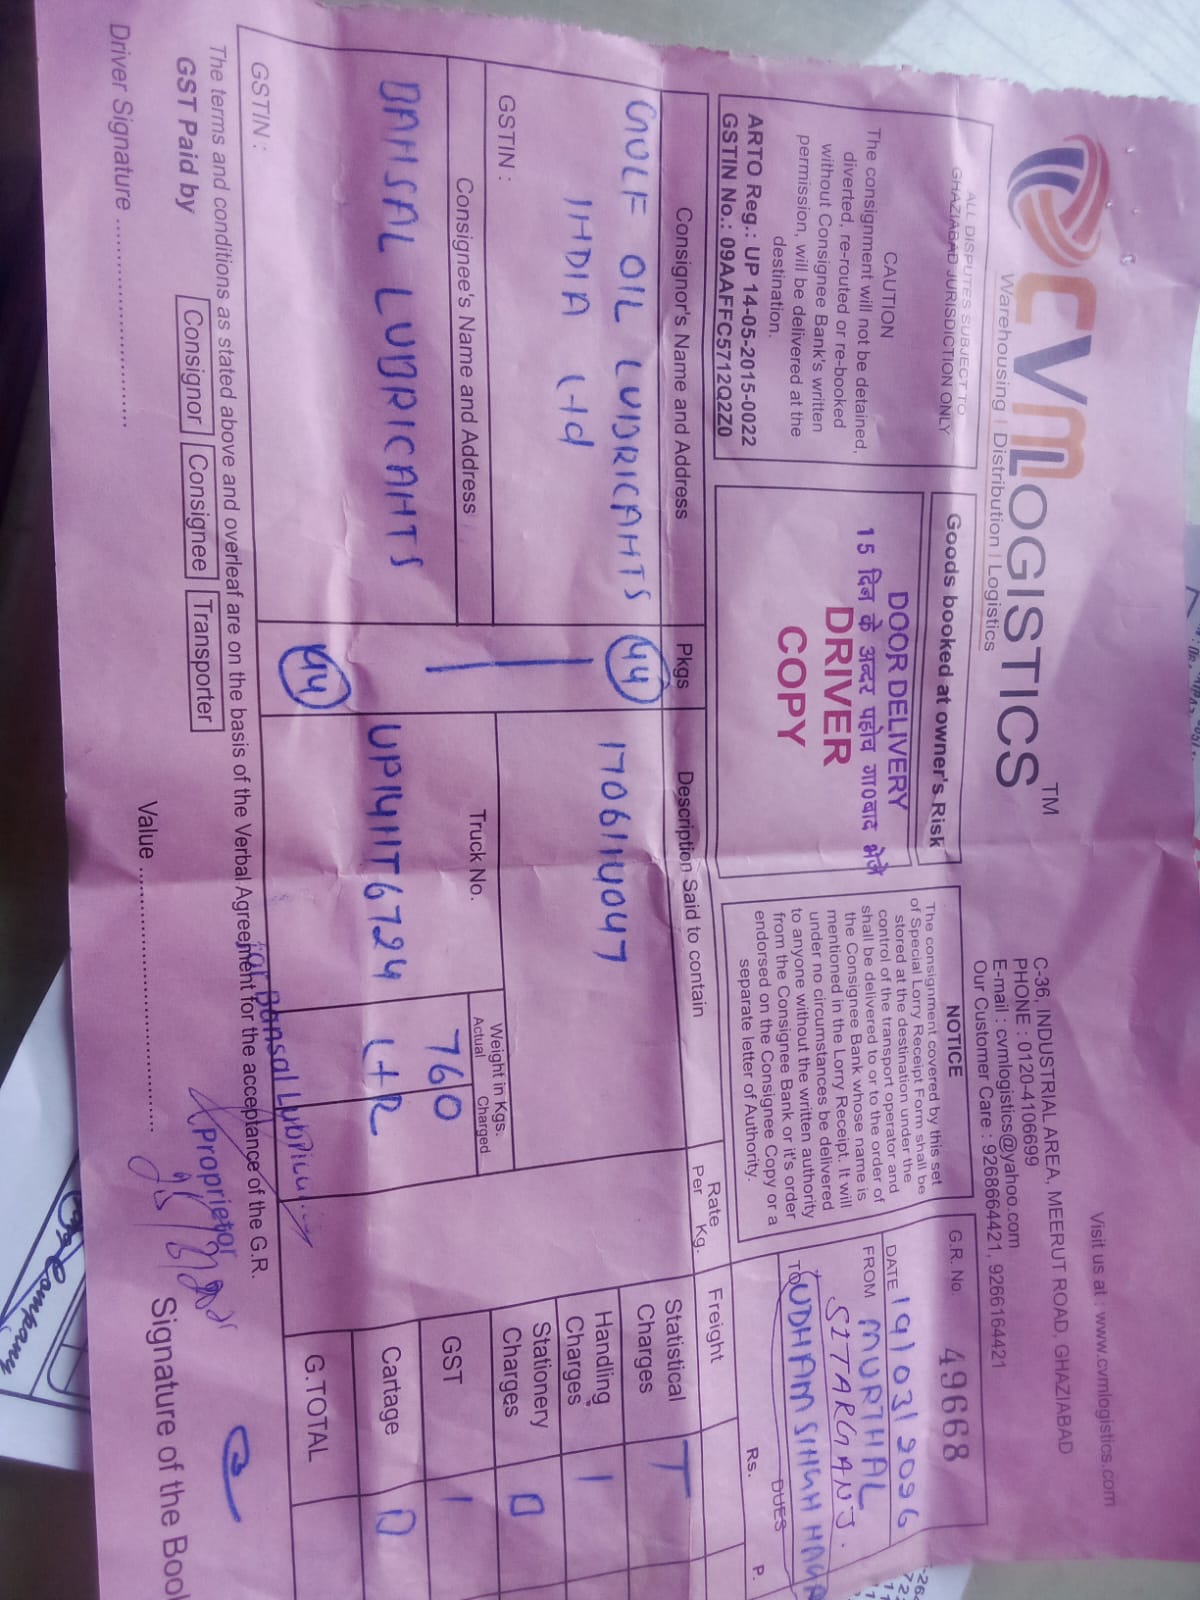 CVM LOGISTICS TM
Warehousing | Distribution | Logistics
Visit us at : www.cvmlogistics.com
C-36, INDUSTRIAL AREA, MEERUT ROAD, GHAZIABAD
PHONE : 0120-4106699
E-mail : cvmlogistics@yahoo.com
Our Customer Care : 9268664421, 9266164421
ALL DISPUTES SUBJECT TO
GHAZIABAD JURISDICTION ONLY
CAUTION
The consignment will not be detained,
diverted, re-routed or re-booked
without Consignee Bank's written
permission, will be delivered at the
destination.
ARTO Reg.: UP 14-05-2015-0022
GSTIN No.: 09AAFFC5712Q2Z0
Goods booked at owner's Risk
DOOR DELIVERY
15 दिन के अन्दर पहोच गा०बाद भेजे
DRIVER
COPY
NOTICE
The consignment covered by this set
of Special Lorry Receipt Form shall be
stored at the destination under the
control of the transport operator and
shall be delivered to or to the order of
the Consignee Bank whose name is
mentioned in the Lorry Receipt. It will
under no circumstances be delivered
to anyone without the written authority
from the Consignee Bank or it's order
endorsed on the Consignee Copy or a
separate letter of Authority.
G.R. No. 49668
DATE 19/03/2096
FROM MURTHAL
SITARGANJ.
TO UDHAM SINGH
Consignor's Name and Address
Pkgs
Description Said to contain
Rate
Per Kg.
Freight
Rs.
DUES
P.
GULF OIL LUBRICANTS
INDIA Ltd
44
1706114047
GSTIN :
Consignee's Name and Address
Truck No.
Weight in Kgs.
Actual Charged
BANSAL LUBRICANTS
UP14HT6724
760
LtR
44
GSTIN :
Statistical
Charges
T
Handling
Charges
1
Stationery
Charges
O
GST
1
Cartage
D
G.TOTAL
The terms and conditions as stated above and overleaf are on the basis of the Verbal Agreement for the acceptance of the G.R.
GST Paid by Consignor Consignee Transporter
For Bansal
Proprietor
Driver Signature
Value
Signature of the
Company